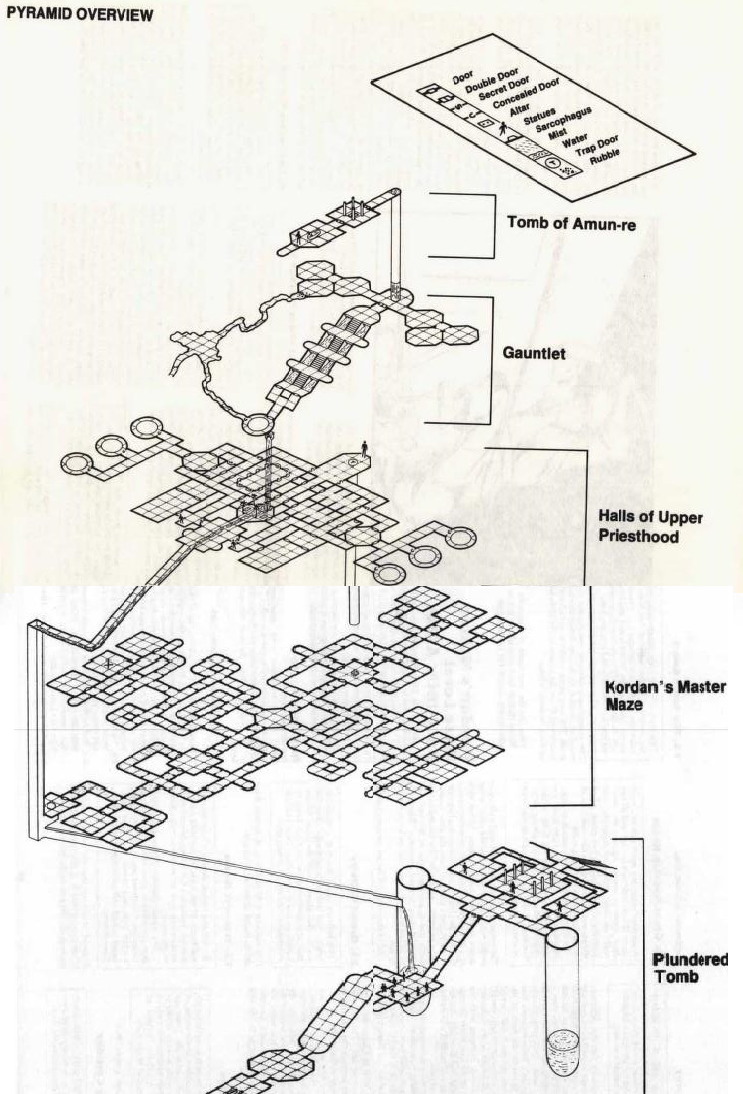 PYRAMID OVERVIEW
Door
Double Door
Secret Door
Concealed Door
Altar
Statues
Sarcophagus
Mist
Water
Trap Door
Rubble
S
C
T
Tomb of Amun-re
Gauntlet
Halls of Upper
Priesthood
Kordan's Master
Maze
Plundered
Tomb